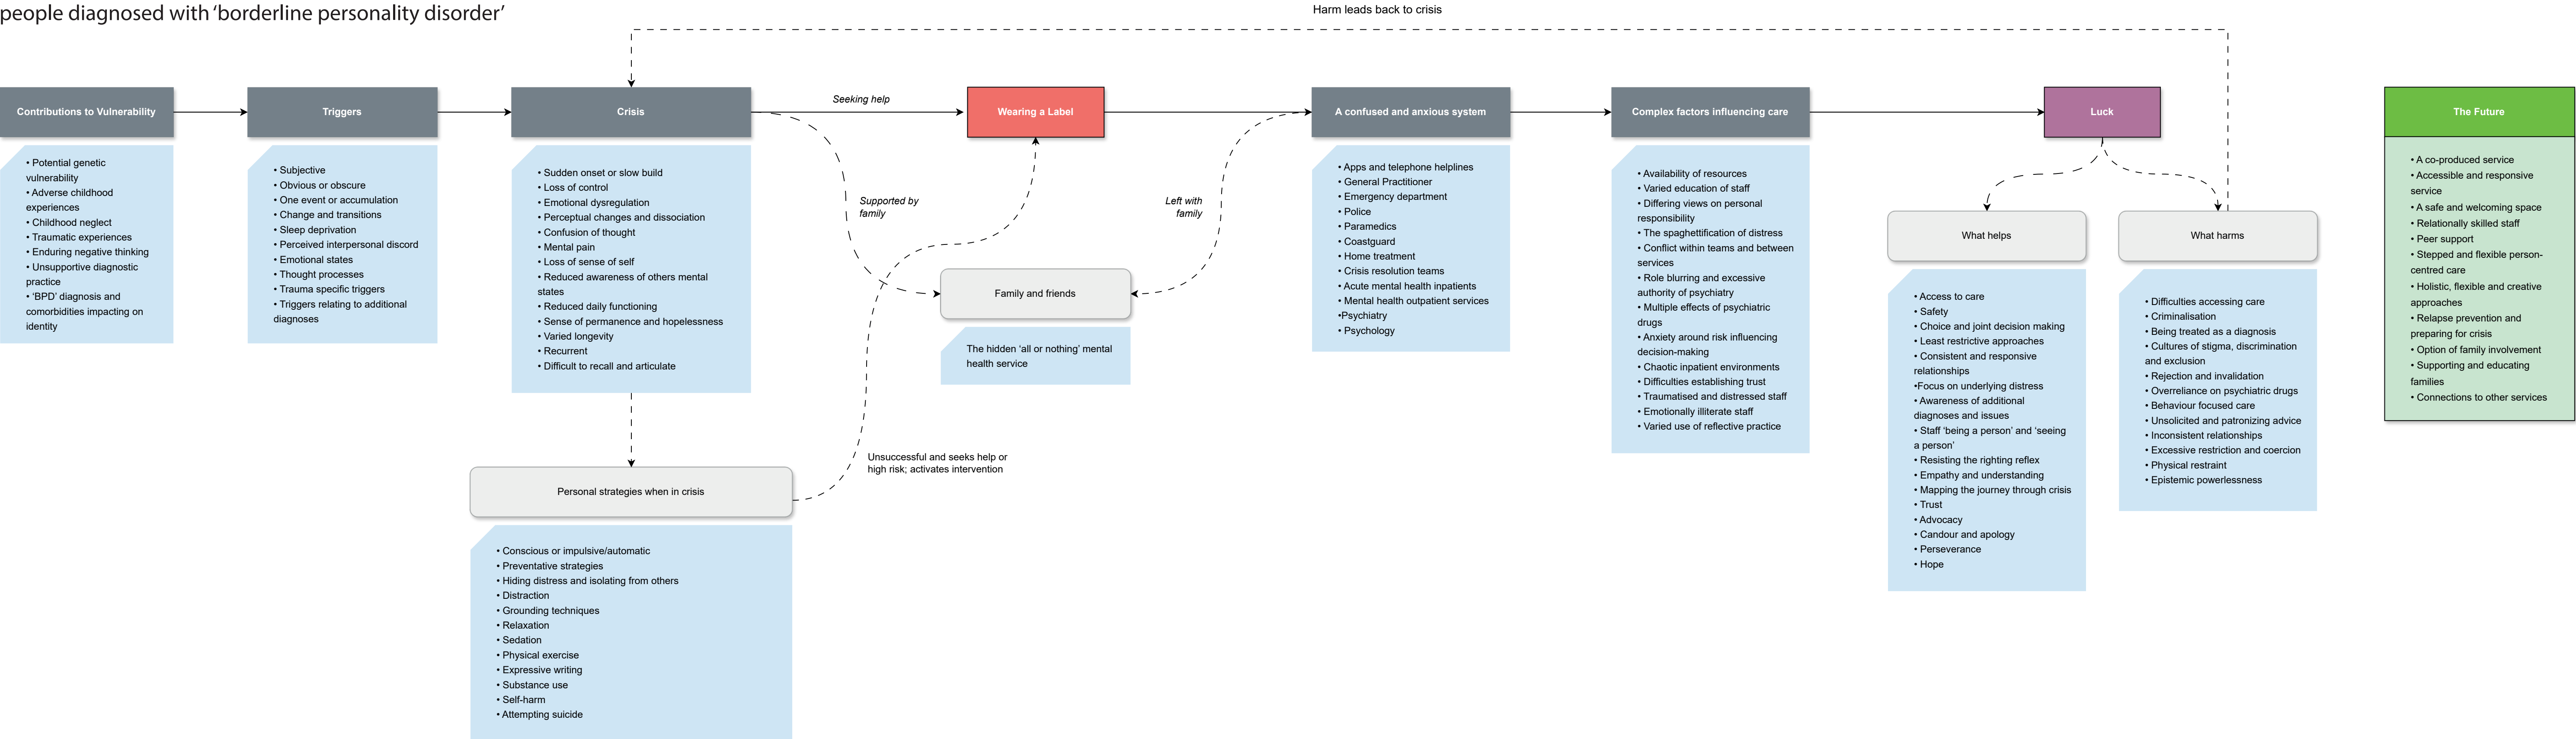 people diagnosed with ‘borderline personality disorder’
Harm leads back to crisis
Contributions to Vulnerability
• Potential genetic
vulnerability
• Adverse childhood
experiences
• Childhood neglect
• Traumatic experiences
• Enduring negative thinking
• Unsupportive diagnostic
practice
• ‘BPD’ diagnosis and
comorbidities impacting on
identity
Triggers
• Subjective
• Obvious or obscure
• One event or accumulation
• Change and transitions
• Sleep deprivation
• Perceived interpersonal discord
• Emotional states
• Thought processes
• Trauma specific triggers
• Triggers relating to additional
diagnoses
Crisis
• Sudden onset or slow build
• Loss of control
• Emotional dysregulation
• Perceptual changes and dissociation
• Confusion of thought
• Mental pain
• Loss of sense of self
• Reduced awareness of others mental
states
• Reduced daily functioning
• Sense of permanence and hopelessness
• Varied longevity
• Recurrent
• Difficult to recall and articulate
Personal strategies when in crisis
• Conscious or impulsive/automatic
• Preventative strategies
• Hiding distress and isolating from others
• Distraction
• Grounding techniques
• Relaxation
• Sedation
• Physical exercise
• Expressive writing
• Substance use
• Self-harm
• Attempting suicide
Seeking help
Supported by
family
Unsuccessful and seeks help or
high risk; activates intervention
Wearing a Label
Family and friends
The hidden ‘all or nothing’ mental
health service
Left with
family
A confused and anxious system
• Apps and telephone helplines
• General Practitioner
• Emergency department
• Police
• Paramedics
• Coastguard
• Home treatment
• Crisis resolution teams
• Acute mental health inpatients
• Mental health outpatient services
•Psychiatry
• Psychology
Complex factors influencing care
• Availability of resources
• Varied education of staff
• Differing views on personal
responsibility
• The spaghettification of distress
• Conflict within teams and between
services
• Role blurring and excessive
authority of psychiatry
• Multiple effects of psychiatric
drugs
• Anxiety around risk influencing
decision-making
• Chaotic inpatient environments
• Difficulties establishing trust
• Traumatised and distressed staff
• Emotionally illiterate staff
• Varied use of reflective practice
Luck
What helps
• Access to care
• Safety
• Choice and joint decision making
• Least restrictive approaches
• Consistent and responsive
relationships
•Focus on underlying distress
• Awareness of additional
diagnoses and issues
• Staff ‘being a person’ and ‘seeing
a person’
• Resisting the righting reflex
• Empathy and understanding
• Mapping the journey through crisis
• Trust
• Advocacy
• Candour and apology
• Perseverance
• Hope
What harms
• Difficulties accessing care
• Criminalisation
• Being treated as a diagnosis
• Cultures of stigma, discrimination
and exclusion
• Rejection and invalidation
• Overreliance on psychiatric drugs
• Behaviour focused care
• Unsolicited and patronizing advice
• Inconsistent relationships
• Excessive restriction and coercion
• Physical restraint
• Epistemic powerlessness
The Future
• A co-produced service
• Accessible and responsive
service
• A safe and welcoming space
• Relationally skilled staff
• Peer support
• Stepped and flexible person-
centred care
• Holistic, flexible and creative
approaches
• Relapse prevention and
preparing for crisis
• Option of family involvement
• Supporting and educating
families
• Connections to other services